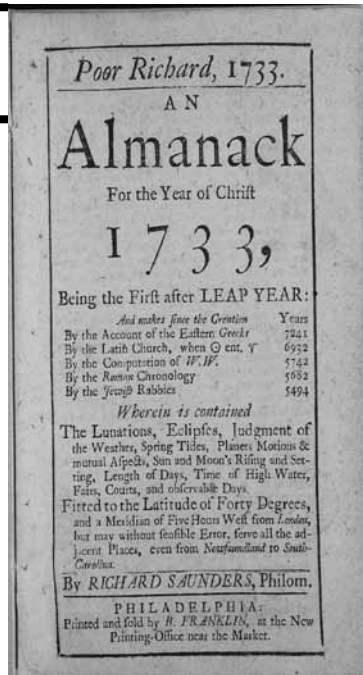 Poor Richard, 1733.
AN
Almanack
For the Year of Chriſt
1733,
Being the Firſt after LEAP YEAR:
And makes ſince the Creation Years
By the Account of the Eaſtern Greeks 7241
By the Latin Church, when ☉ ent. ♈ 6932
By the Computation of W.W. 5742
By the Roman Chronology 5682
By the Jewiſh Rabbies 5494
Wherein is contained
The Lunations, Eclipſes, Judgment of
the Weather, Spring Tides, Planets Motions &
mutual Aſpects, Sun and Moon's Riſing and Set-
ting, Length of Days, Time of High Water,
Fairs, Courts, and obſervable Days.
Fitted to the Latitude of Forty Degrees,
and a Meridian of Five Hours Weſt from London,
but may without ſenſible Error, ſerve all the ad-
jacent Places, even from Newfoundland to South-
Carolina.
By RICHARD SAUNDERS, Philom.
PHILADELPHIA:
Printed and ſold by B. FRANKLIN, at the New
Printing-Office near the Market.